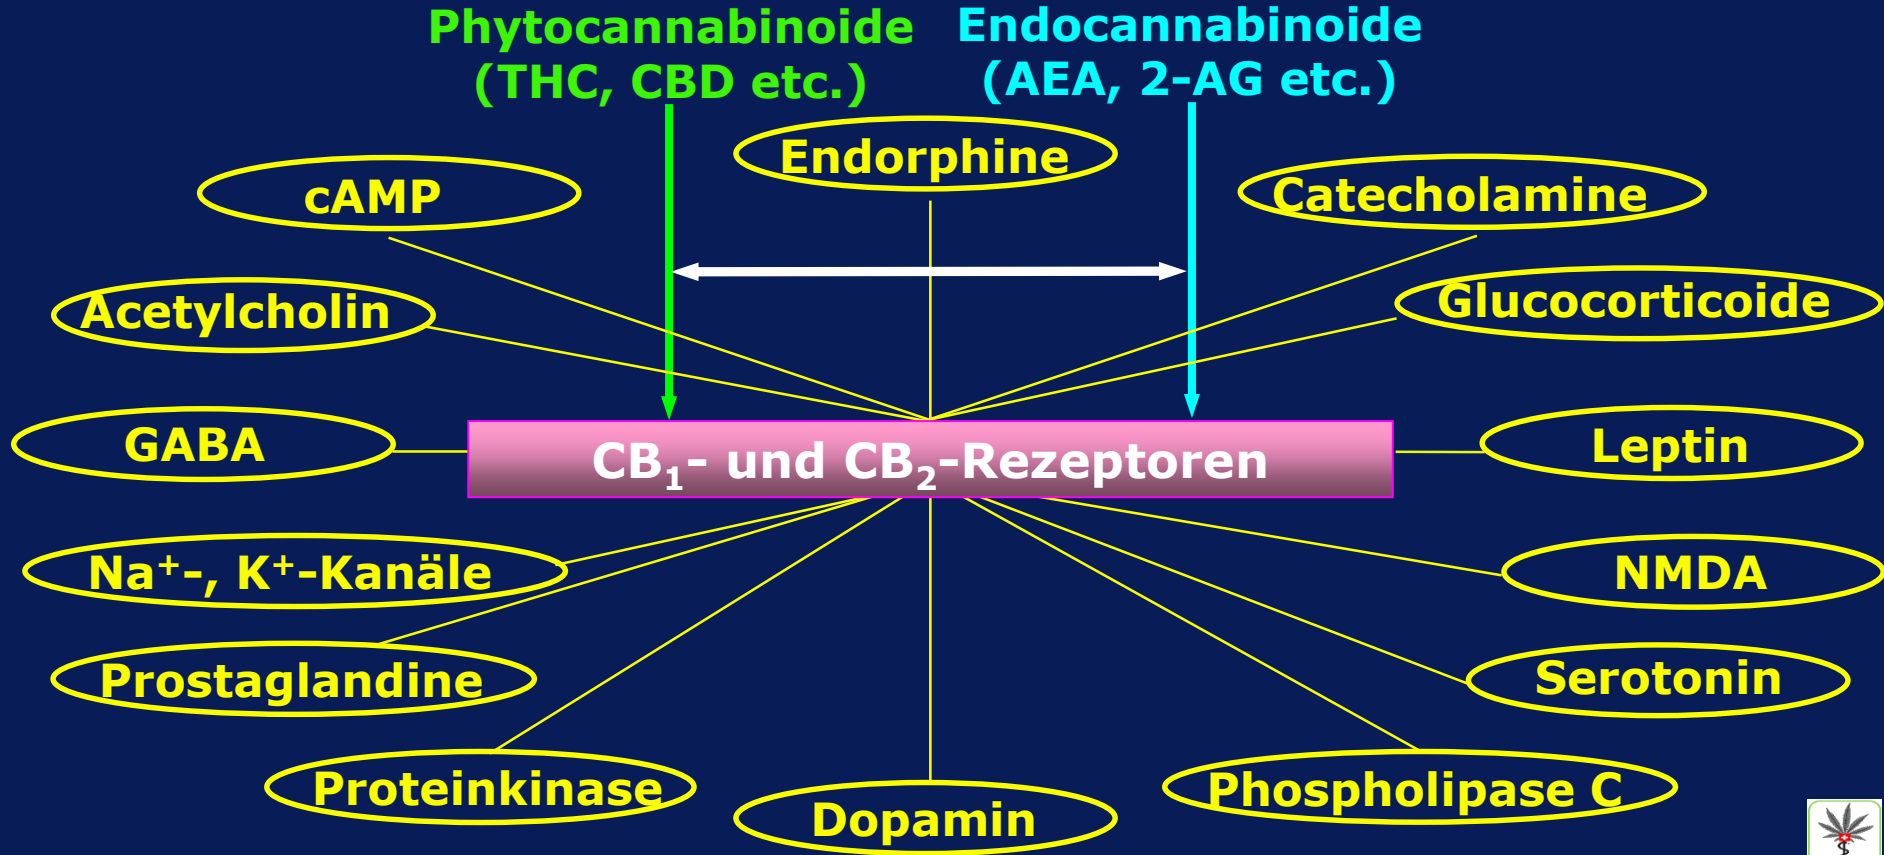 Phytocannabinoide
(THC, CBD etc.)
Endocannabinoide
(AEA, 2-AG etc.)
Endorphine
cAMP
Catecholamine
Acetylcholin
Glucocorticoide
GABA
CB₁- und CB₂-Rezeptoren
Leptin
Na⁺-, K⁺-Kanäle
NMDA
Prostaglandine
Serotonin
Proteinkinase
Dopamin
Phospholipase C